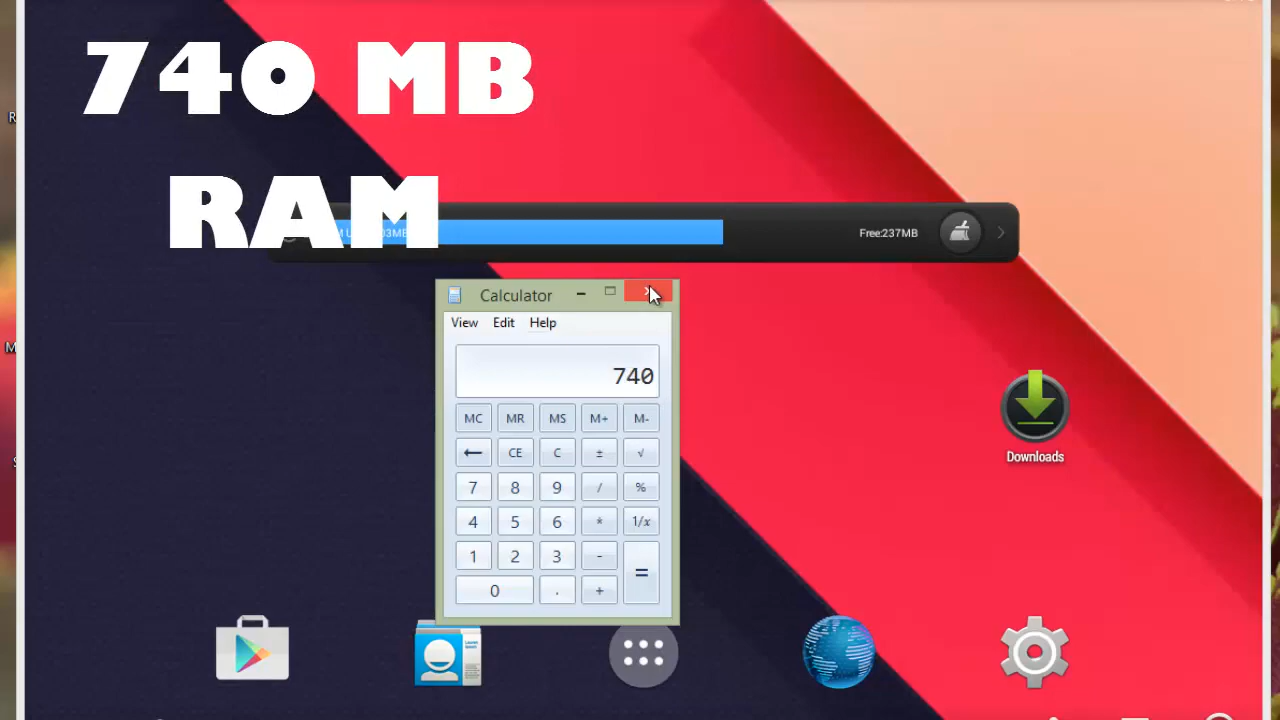 740 MB
RAM
Free:237MB
Calculator
View Edit Help
740
MC MR MS M+ M-
← CE C ± √
7 8 9 / %
4 5 6 * 1/x
1 2 3 -
=
0 . +
Downloads